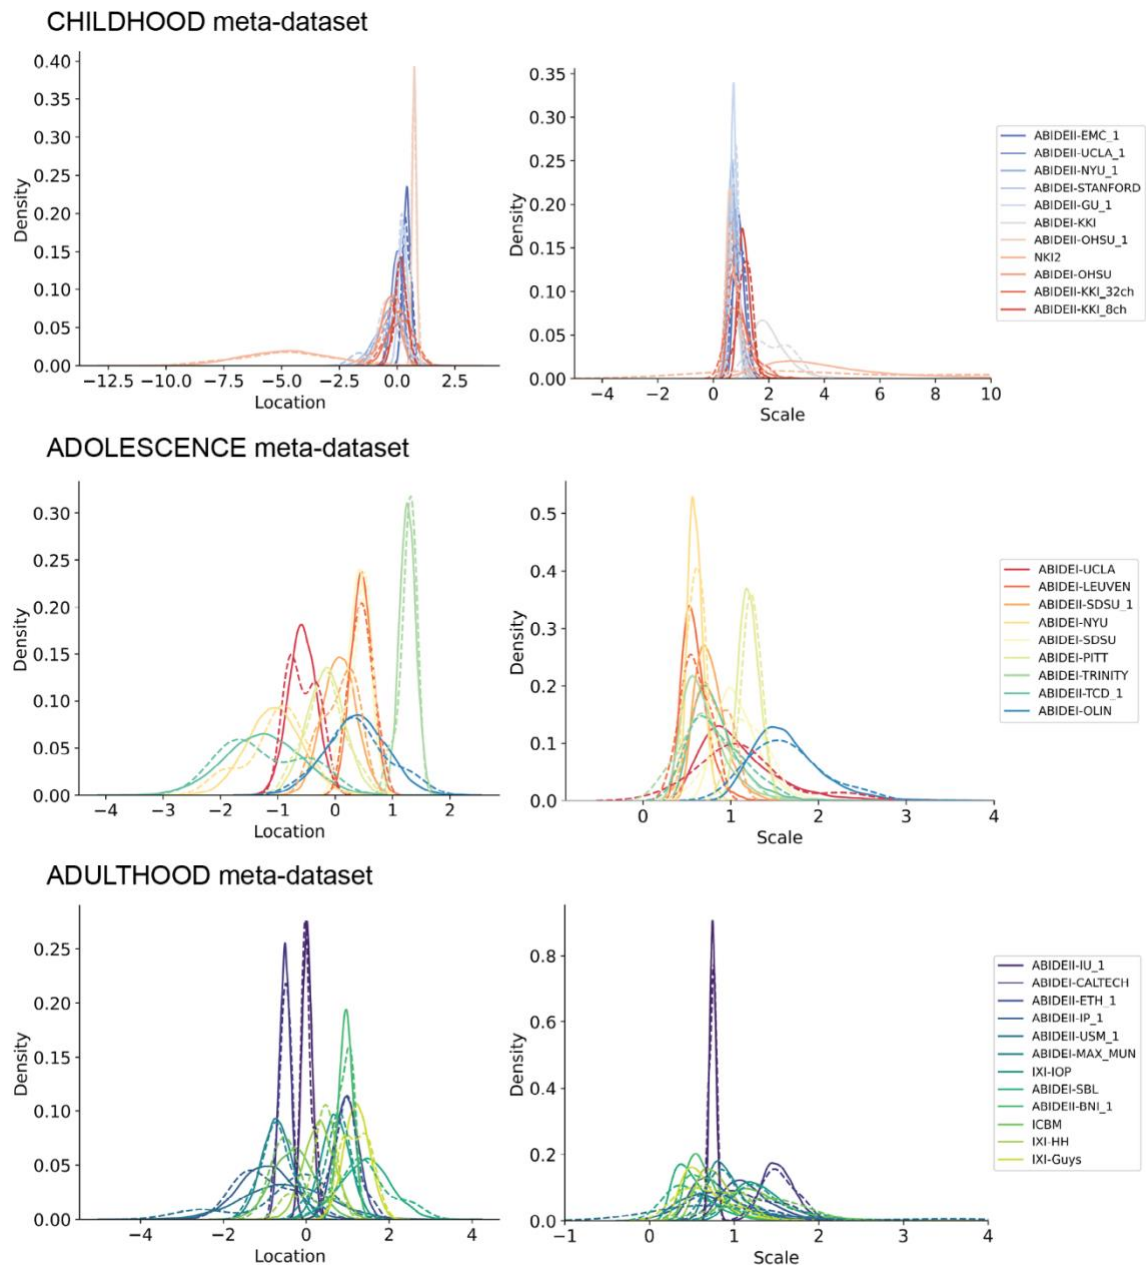 CHILDHOOD meta-dataset
0.40
0.35
0.30
0.25
0.20
0.15
0.10
0.05
0.00
Density
−12.5 −10.0 −7.5 −5.0 −2.5 0.0 2.5
Location
0.35
0.30
0.25
0.20
0.15
0.10
0.05
0.00
Density
−4 −2 0 2 4 6 8 10
Scale
ABIDEII-EMC_1
ABIDEII-UCLA_1
ABIDEII-NYU_1
ABIDEI-STANFORD
ABIDEII-GU_1
ABIDEI-KKI
ABIDEII-OHSU_1
NKI2
ABIDEI-OHSU
ABIDEII-KKI_32ch
ABIDEII-KKI_8ch
ADOLESCENCE meta-dataset
0.30
0.25
0.20
0.15
0.10
0.05
0.00
Density
−4 −3 −2 −1 0 1 2
Location
0.5
0.4
0.3
0.2
0.1
0.0
Density
0 1 2 3 4
Scale
ABIDEI-UCLA
ABIDEI-LEUVEN
ABIDEII-SDSU_1
ABIDEI-NYU
ABIDEI-SDSU
ABIDEI-PITT
ABIDEI-TRINITY
ABIDEII-TCD_1
ABIDEI-OLIN
ADULTHOOD meta-dataset
0.25
0.20
0.15
0.10
0.05
0.00
Density
−4 −2 0 2 4
Location
0.8
0.6
0.4
0.2
0.0
Density
−1 0 1 2 3 4
Scale
ABIDEII-IU_1
ABIDEI-CALTECH
ABIDEII-ETH_1
ABIDEII-IP_1
ABIDEII-USM_1
ABIDEI-MAX_MUN
IXI-IOP
ABIDEI-SBL
ABIDEII-BNI_1
ICBM
IXI-HH
IXI-Guys